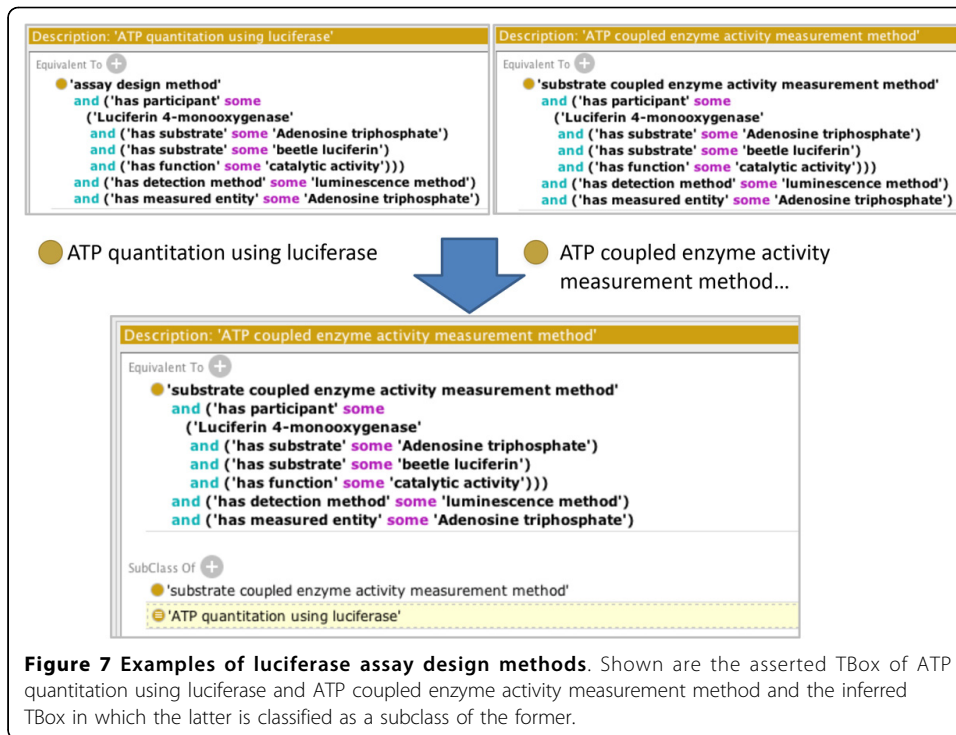 Description: 'ATP quantitation using luciferase'
Equivalent To
'assay design method'
and ('has participant' some
('Luciferin 4-monooxygenase'
and ('has substrate' some 'Adenosine triphosphate')
and ('has substrate' some 'beetle luciferin')
and ('has function' some 'catalytic activity')))
and ('has detection method' some 'luminescence method')
and ('has measured entity' some 'Adenosine triphosphate')
Description: 'ATP coupled enzyme activity measurement method'
Equivalent To
'substrate coupled enzyme activity measurement method'
and ('has participant' some
('Luciferin 4-monooxygenase'
and ('has substrate' some 'Adenosine triphosphate')
and ('has substrate' some 'beetle luciferin')
and ('has function' some 'catalytic activity')))
and ('has detection method' some 'luminescence method')
and ('has measured entity' some 'Adenosine triphosphate')
ATP quantitation using luciferase
ATP coupled enzyme activity
measurement method...
Description: 'ATP coupled enzyme activity measurement method'
Equivalent To
'substrate coupled enzyme activity measurement method'
and ('has participant' some
('Luciferin 4-monooxygenase'
and ('has substrate' some 'Adenosine triphosphate')
and ('has substrate' some 'beetle luciferin')
and ('has function' some 'catalytic activity')))
and ('has detection method' some 'luminescence method')
and ('has measured entity' some 'Adenosine triphosphate')
SubClass Of
'substrate coupled enzyme activity measurement method'
'ATP quantitation using luciferase'
Figure 7 Examples of luciferase assay design methods. Shown are the asserted TBox of ATP
quantitation using luciferase and ATP coupled enzyme activity measurement method and the inferred
TBox in which the latter is classified as a subclass of the former.